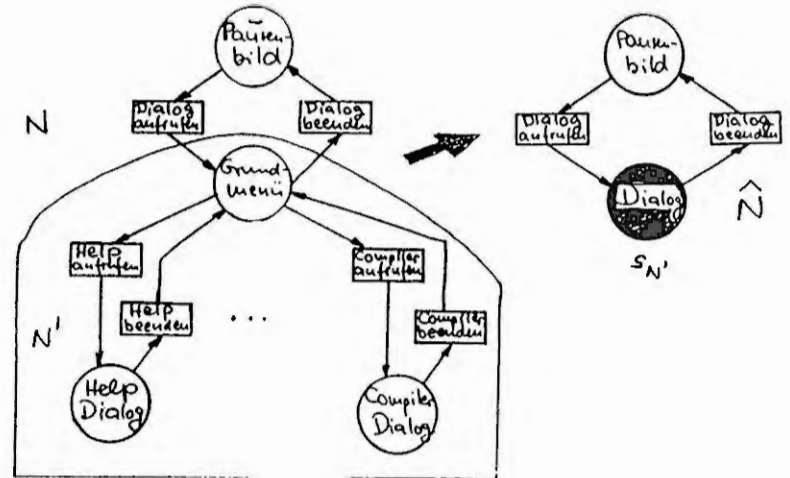 Pausen-
bild
Dialog
aufrufen
Dialog
beenden
N
Grund-
menü
Help
aufrufen
Help
beenden
...
Compiler
aufrufen
Compiler
beenden
N'
Help
Dialog
Compiler
Dialog
Pausen-
bild
Dialog
aufrufen
Dialog
beenden
Dialog
N̂
s_N'